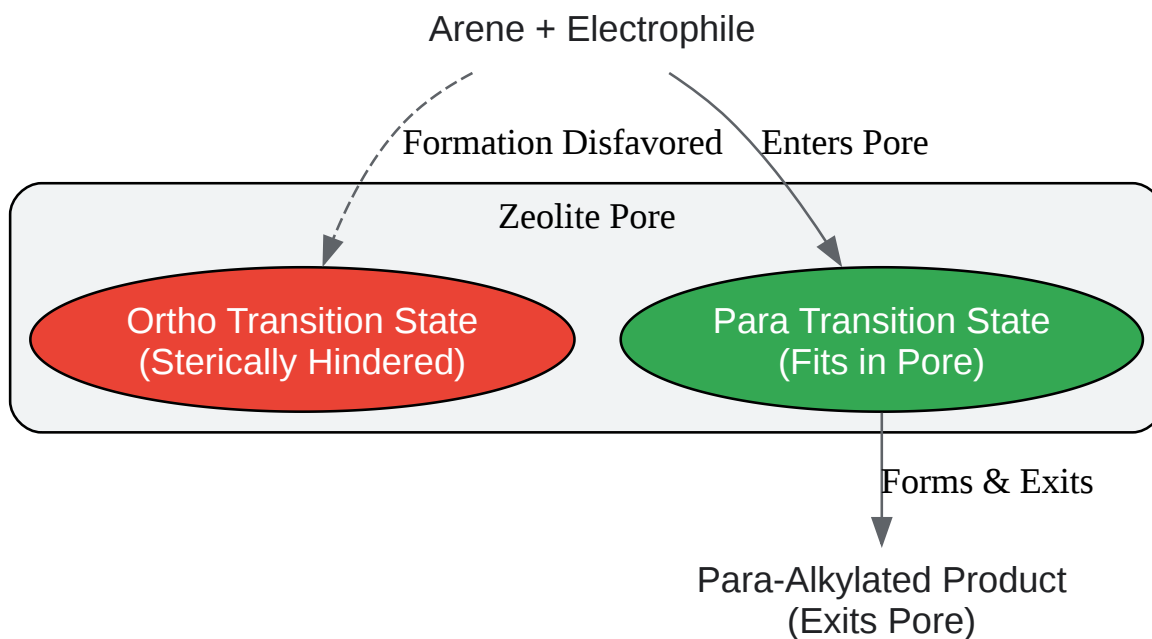 Arene + Electrophile
Formation Disfavored
Enters Pore
Zeolite Pore
Ortho Transition State
(Sterically Hindered)
Para Transition State
(Fits in Pore)
Forms & Exits
Para-Alkylated Product
(Exits Pore)